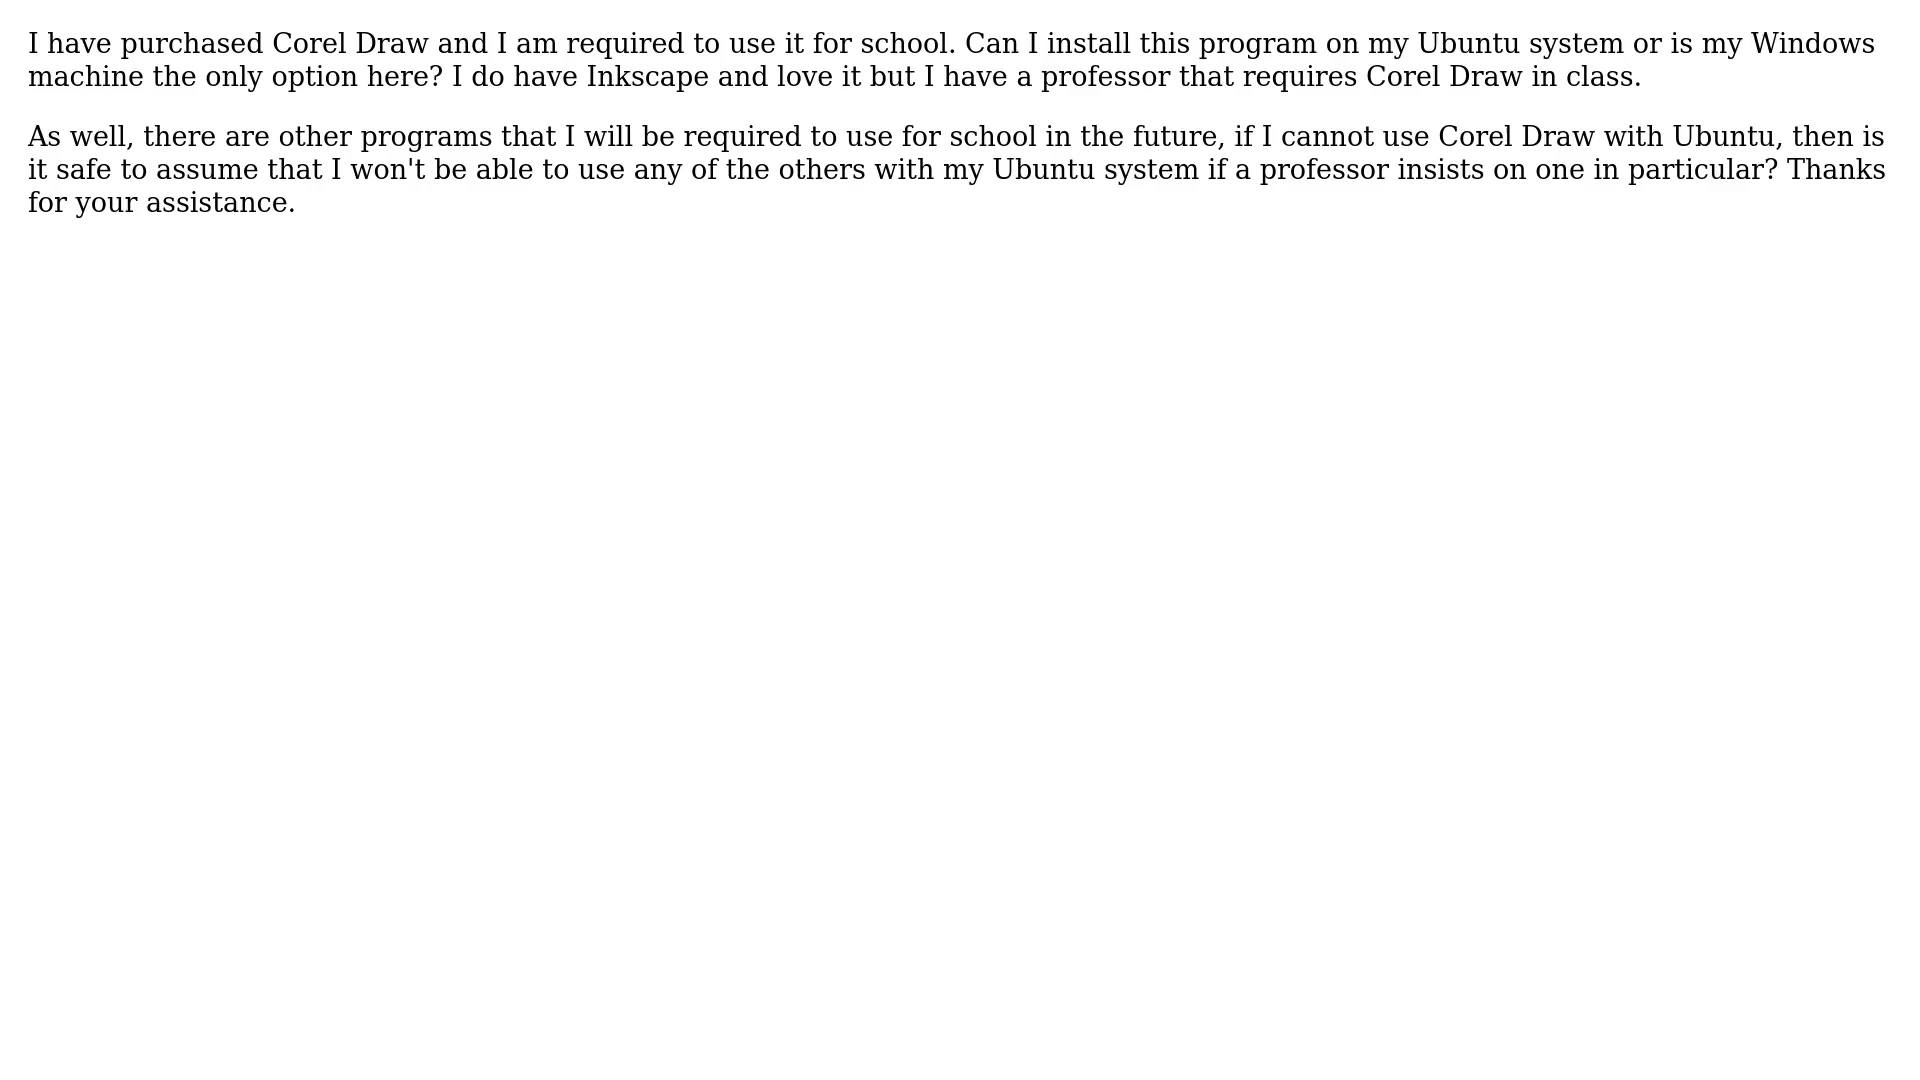 I have purchased Corel Draw and I am required to use it for school. Can I install this program on my Ubuntu system or is my Windows
machine the only option here? I do have Inkscape and love it but I have a professor that requires Corel Draw in class.
As well, there are other programs that I will be required to use for school in the future, if I cannot use Corel Draw with Ubuntu, then is
it safe to assume that I won't be able to use any of the others with my Ubuntu system if a professor insists on one in particular? Thanks
for your assistance.